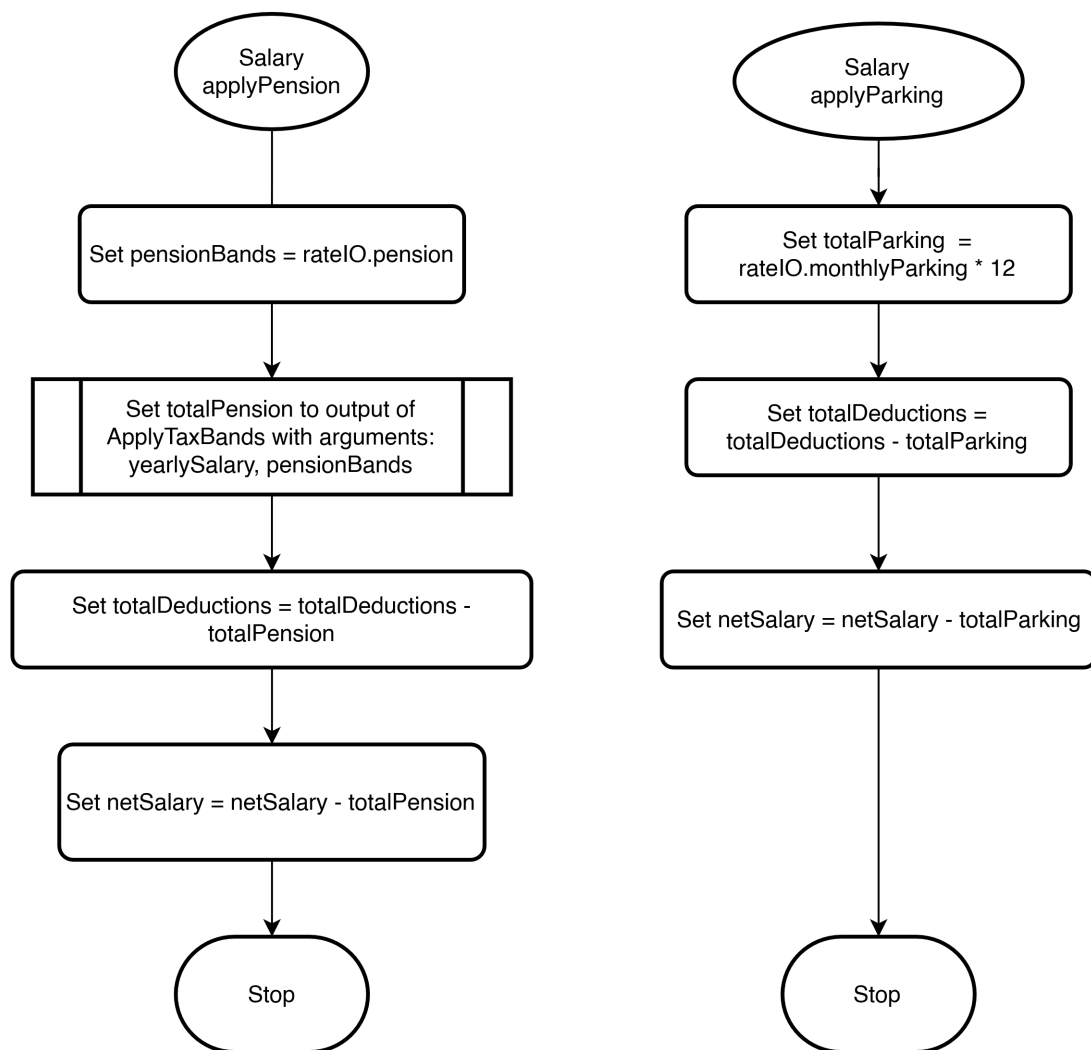 Salary
applyPension
Set pensionBands = rateIO.pension
Set totalPension to output of
ApplyTaxBands with arguments:
yearlySalary, pensionBands
Set totalDeductions = totalDeductions -
totalPension
Set netSalary = netSalary - totalPension
Stop
Salary
applyParking
Set totalParking  =
rateIO.monthlyParking * 12
Set totalDeductions =
totalDeductions - totalParking
Set netSalary = netSalary - totalParking
Stop